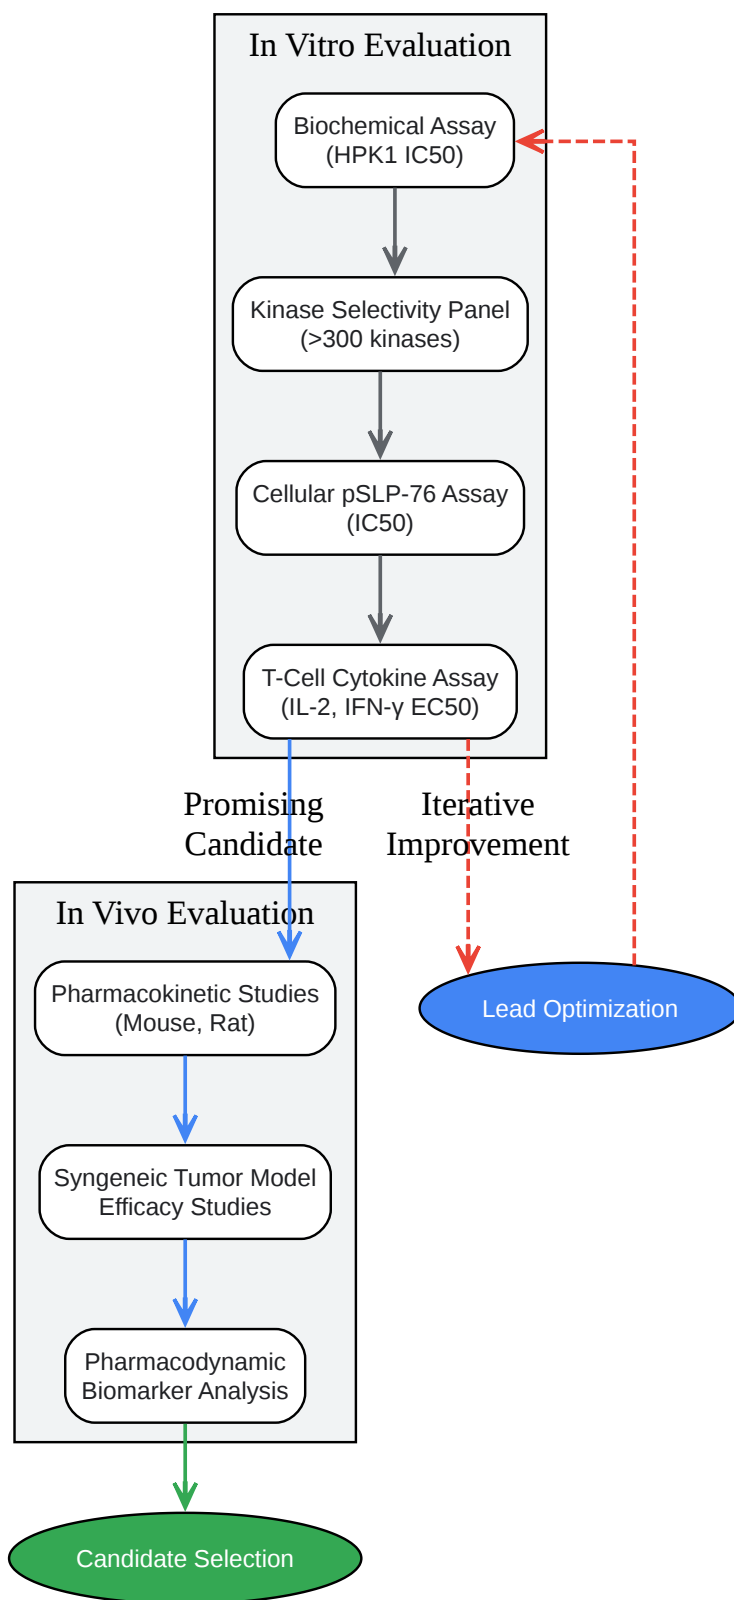 In Vitro Evaluation
Biochemical Assay
(HPK1 IC50)
Kinase Selectivity Panel
(>300 kinases)
Cellular pSLP-76 Assay
(IC50)
T-Cell Cytokine Assay
(IL-2, IFN-γ EC50)
Promising
Candidate
Iterative
Improvement
In Vivo Evaluation
Pharmacokinetic Studies
(Mouse, Rat)
Lead Optimization
Syngeneic Tumor Model
Efficacy Studies
Pharmacodynamic
Biomarker Analysis
Candidate Selection